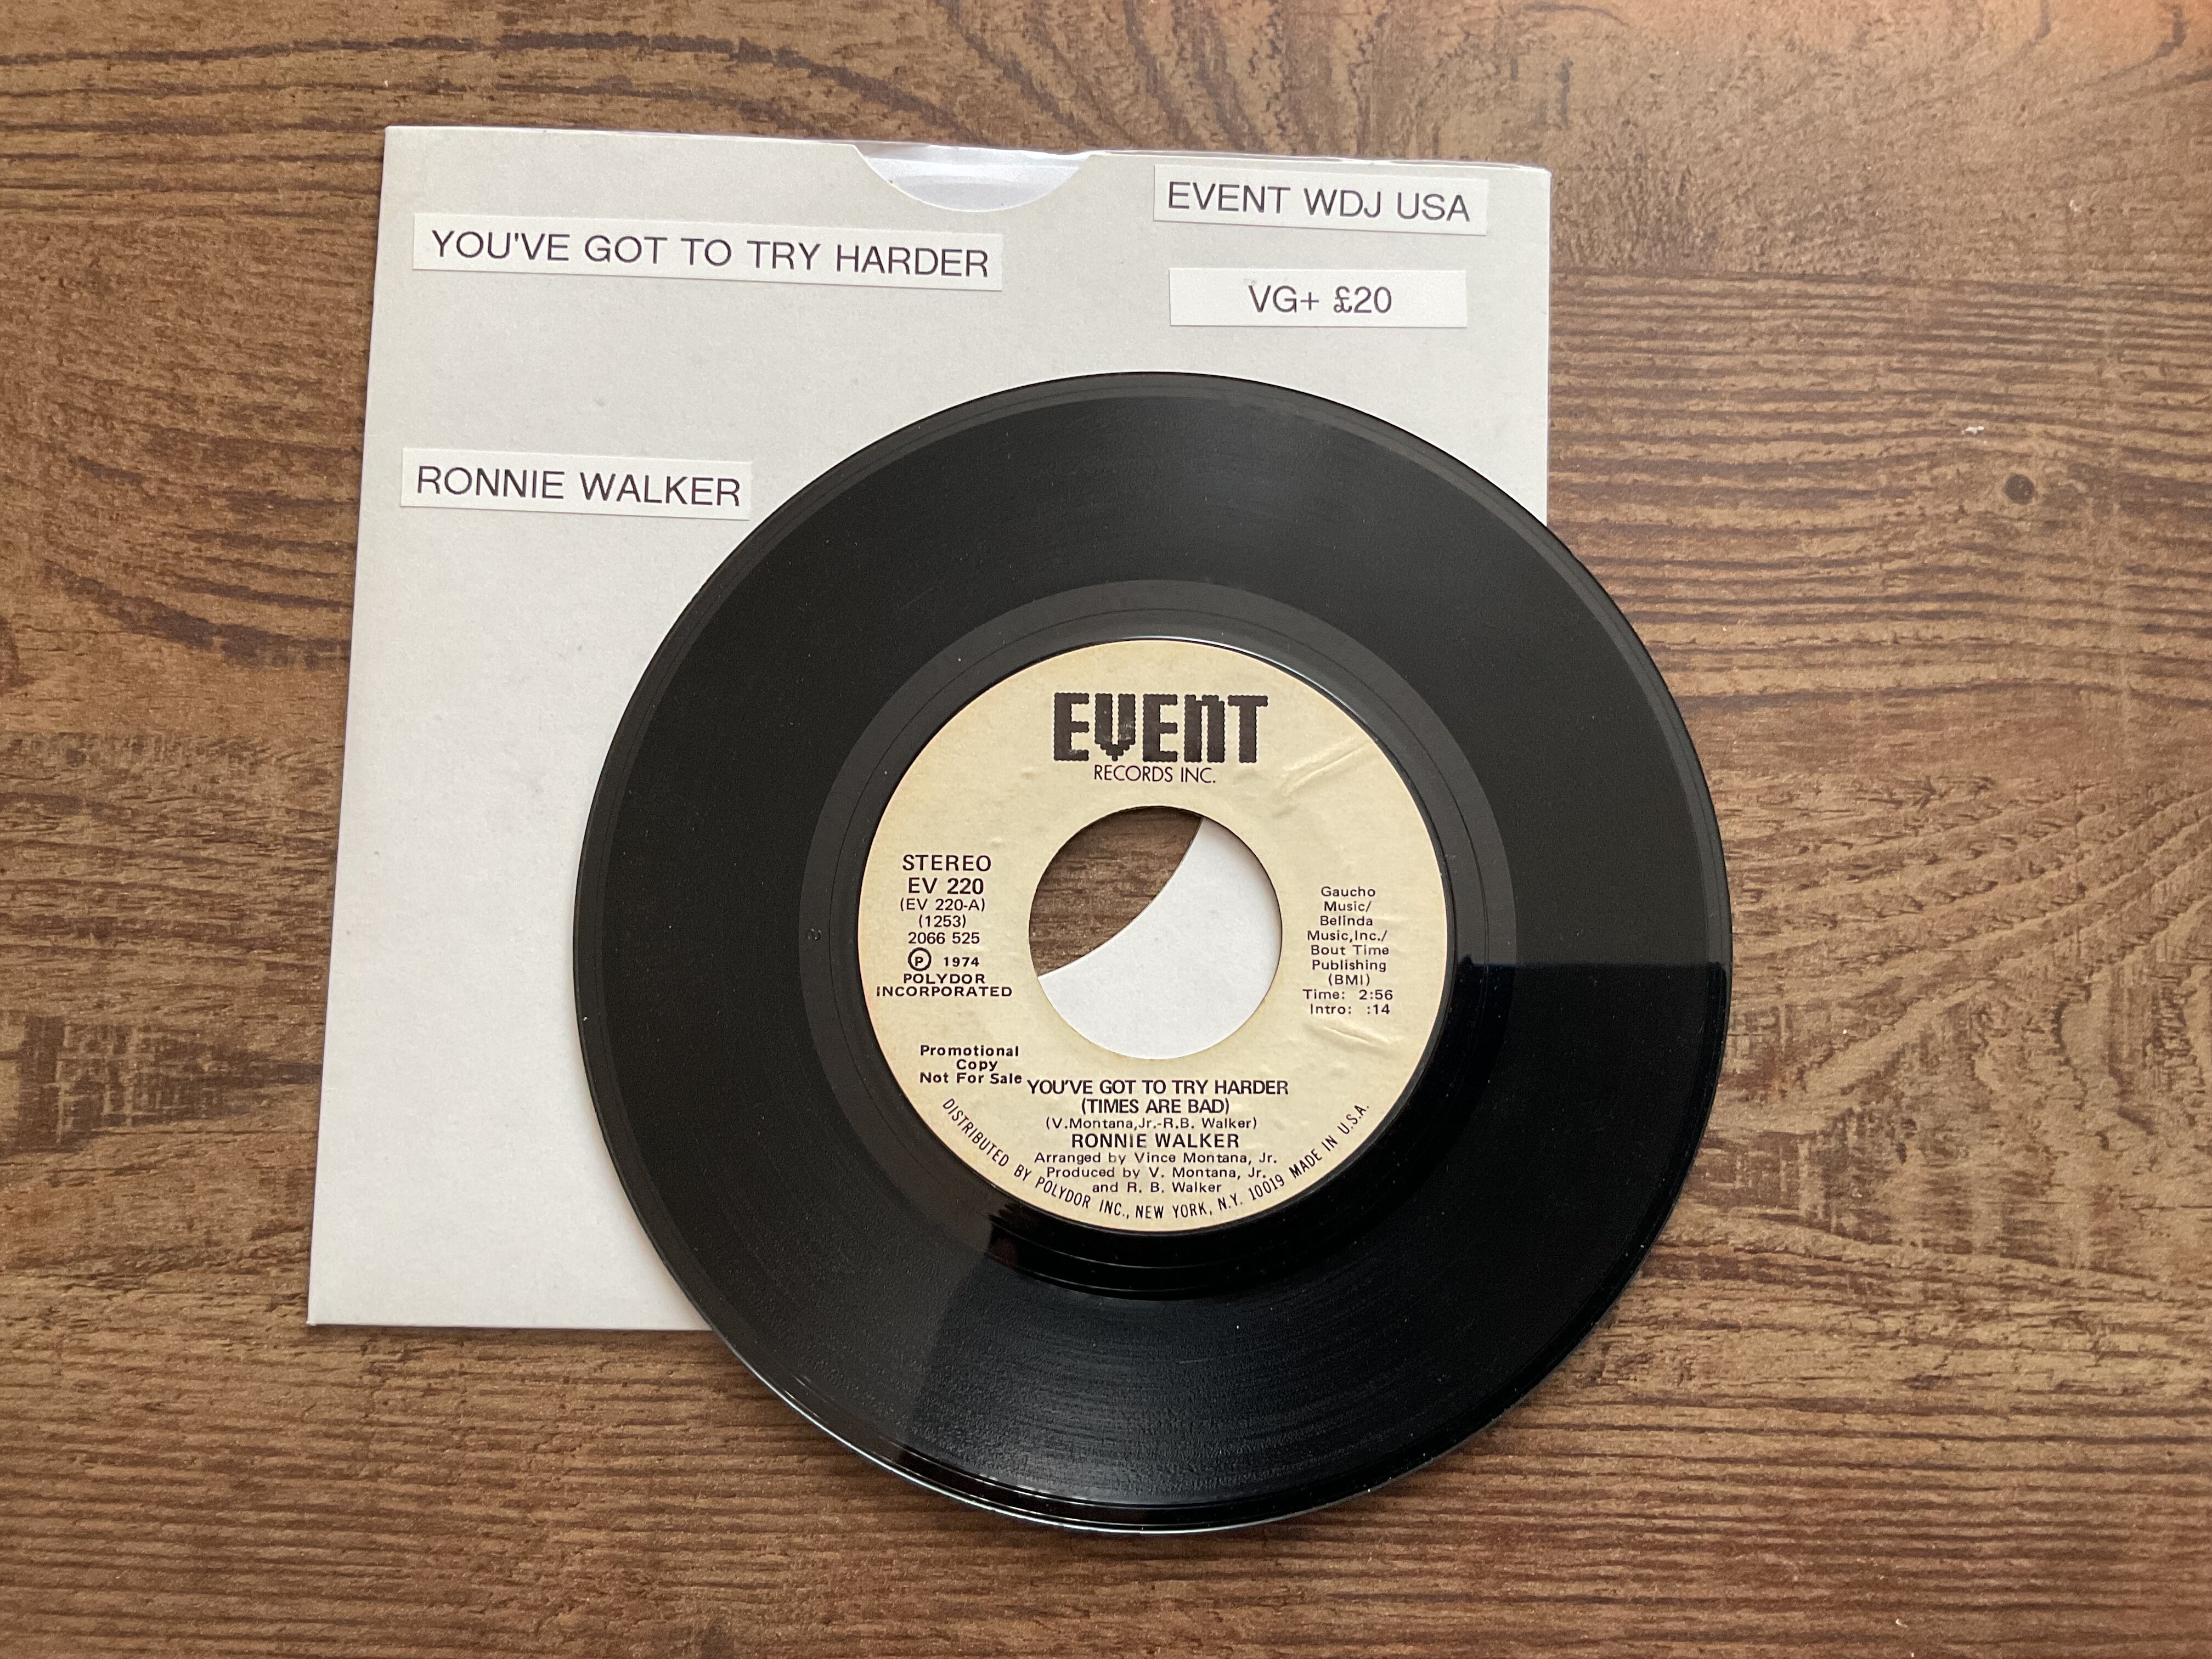 YOU'VE GOT TO TRY HARDER
EVENT WDJ USA
VG+ £20
RONNIE WALKER
EVENT
RECORDS INC.
STEREO
EV 220
(EV 220-A)
(1253)
2066 525
Ⓟ 1974
POLYDOR
INCORPORATED
Gaucho
Music/
Belinda
Music,Inc./
Bout Time
Publishing
(BMI)
Time: 2:56
Intro: :14
Promotional
Copy
Not For Sale
YOU'VE GOT TO TRY HARDER
(TIMES ARE BAD)
(V.Montana,Jr.-R.B. Walker)
RONNIE WALKER
Arranged by Vince Montana, Jr.
Produced by V. Montana, Jr.
and R. B. Walker
DISTRIBUTED BY POLYDOR INC., NEW YORK, N.Y. 10019 MADE IN U.S.A.